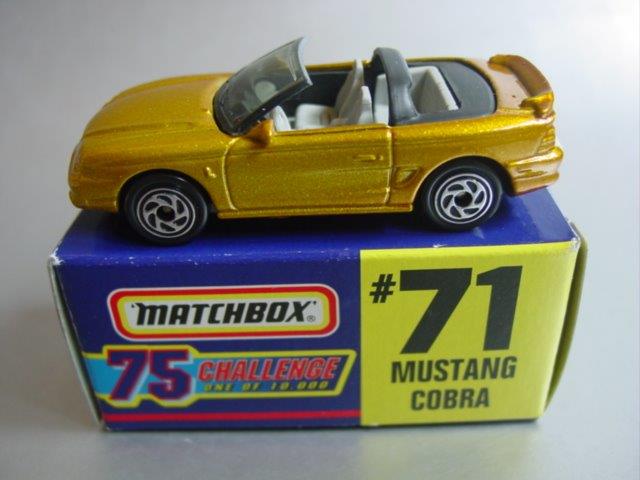 "MATCHBOX"®
75 CHALLENGE
ONE OF 10,000
#71
MUSTANG
COBRA